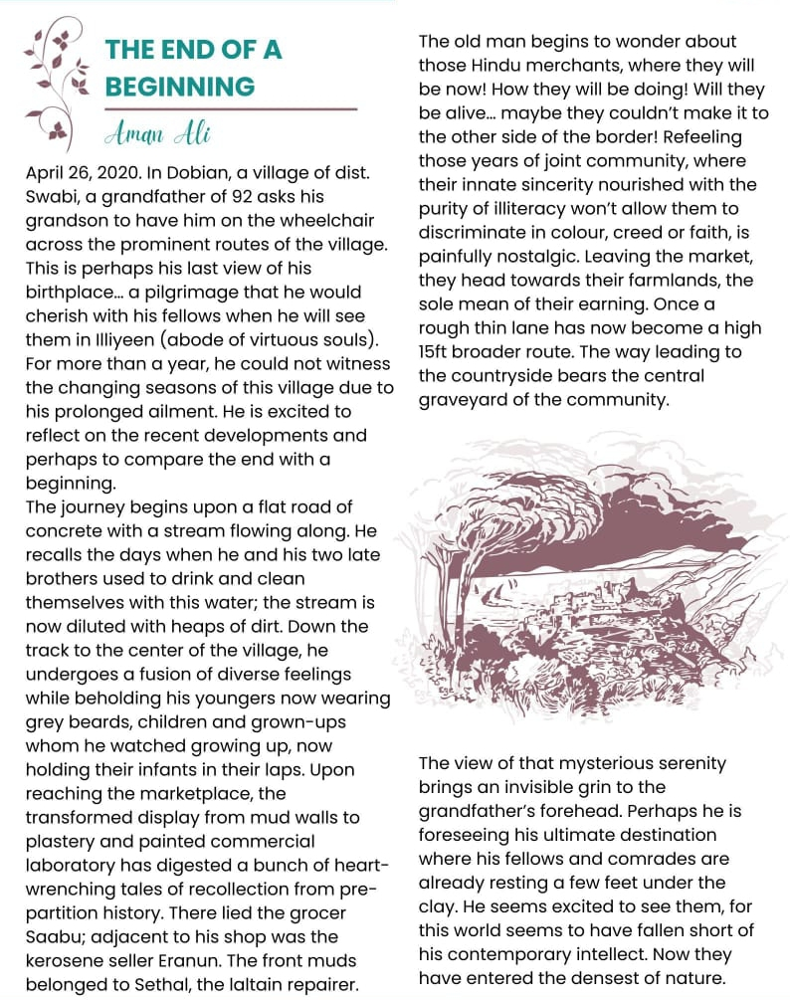 THE END OF A
BEGINNING
Aman Ali
April 26, 2020. In Dobian, a village of dist.
Swabi, a grandfather of 92 asks his
grandson to have him on the wheelchair
across the prominent routes of the village.
This is perhaps his last view of his
birthplace... a pilgrimage that he would
cherish with his fellows when he will see
them in Illiyeen (abode of virtuous souls).
For more than a year, he could not witness
the changing seasons of this village due to
his prolonged ailment. He is excited to
reflect on the recent developments and
perhaps to compare the end with a
beginning.
The journey begins upon a flat road of
concrete with a stream flowing along. He
recalls the days when he and his two late
brothers used to drink and clean
themselves with this water; the stream is
now diluted with heaps of dirt. Down the
track to the center of the village, he
undergoes a fusion of diverse feelings
while beholding his youngers now wearing
grey beards, children and grown-ups
whom he watched growing up, now
holding their infants in their laps. Upon
reaching the marketplace, the
transformed display from mud walls to
plastery and painted commercial
laboratory has digested a bunch of heart-
wrenching tales of recollection from pre-
partition history. There lied the grocer
Saabu; adjacent to his shop was the
kerosene seller Eranun. The front muds
belonged to Sethal, the laltain repairer.
The old man begins to wonder about
those Hindu merchants, where they will
be now! How they will be doing! Will they
be alive... maybe they couldn't make it to
the other side of the border! Refeeling
those years of joint community, where
their innate sincerity nourished with the
purity of illiteracy won't allow them to
discriminate in colour, creed or faith, is
painfully nostalgic. Leaving the market,
they head towards their farmlands, the
sole mean of their earning. Once a
rough thin lane has now become a high
15ft broader route. The way leading to
the countryside bears the central
graveyard of the community.
The view of that mysterious serenity
brings an invisible grin to the
grandfather's forehead. Perhaps he is
foreseeing his ultimate destination
where his fellows and comrades are
already resting a few feet under the
clay. He seems excited to see them, for
this world seems to have fallen short of
his contemporary intellect. Now they
have entered the densest of nature.